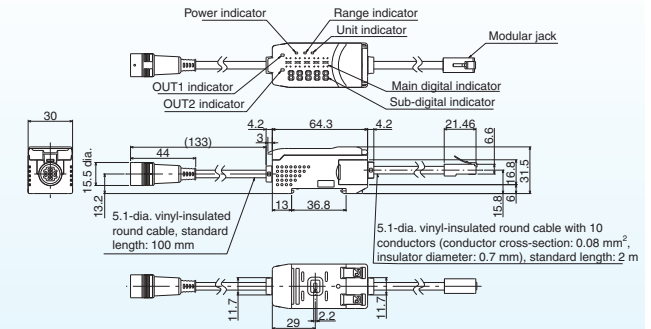 Power indicator
Range indicator
Unit indicator
Modular jack
OUT1 indicator
OUT2 indicator
Main digital indicator
Sub-digital indicator
30
4.2
64.3
4.2
21.46
(133)
3
6.6
44
15.5 dia.
13.2
16.8
31.5
15.8
6
13
36.8
5.1-dia. vinyl-insulated
round cable, standard
length: 100 mm
5.1-dia. vinyl-insulated round cable with 10
conductors (conductor cross-section: 0.08 mm²,
insulator diameter: 0.7 mm), standard length: 2 m
11.7
11.7
2.2
29